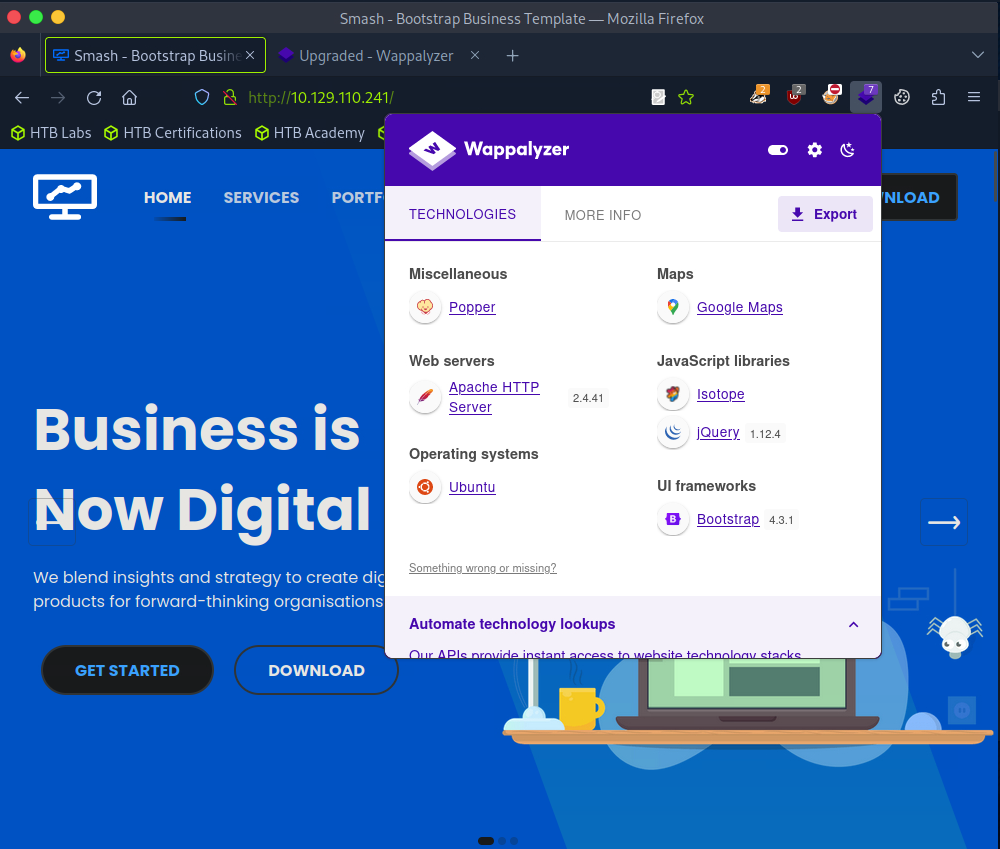 Smash - Bootstrap Business Template — Mozilla Firefox
Smash - Bootstrap Busine
Upgraded - Wappalyzer
http://10.129.110.241/
2
2
7
HTB Labs
HTB Certifications
HTB Academy
HOME
SERVICES
PORTF
NLOAD
Wappalyzer
TECHNOLOGIES
MORE INFO
Export
Miscellaneous
Popper
Maps
Google Maps
Web servers
Apache HTTP
Server
2.4.41
JavaScript libraries
Isotope
jQuery 1.12.4
Operating systems
Ubuntu
UI frameworks
Bootstrap 4.3.1
Something wrong or missing?
Automate technology lookups
Our APIs provide instant access to website technology stacks
Business is
Now Digital
We blend insights and strategy to create dig
products for forward-thinking organisations
GET STARTED
DOWNLOAD